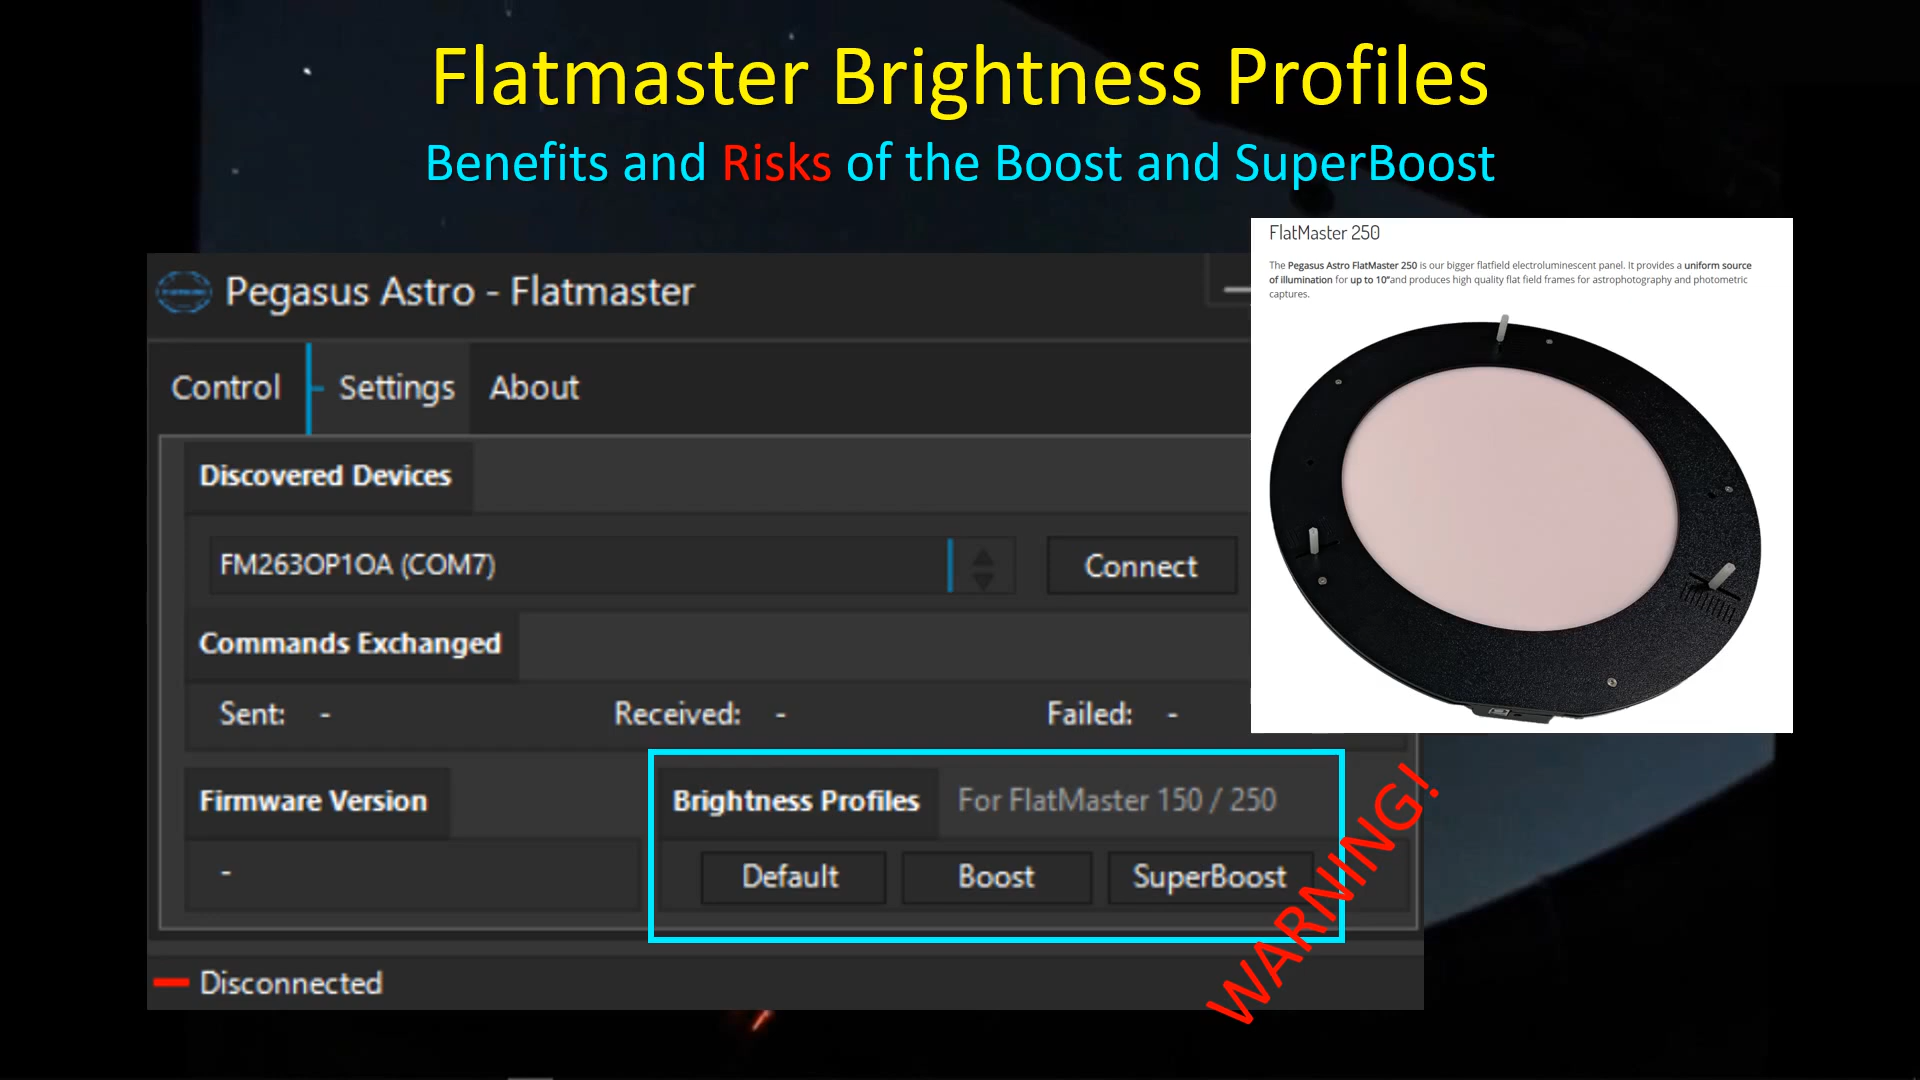 Flatmaster Brightness Profiles
Benefits and Risks of the Boost and SuperBoost
FlatMaster 250
The Pegasus Astro FlatMaster 250 is our bigger flatfield electroluminescent panel. It provides a uniform source
of illumination for up to 10"and produces high quality flat field frames for astrophotography and photometric
captures.
Pegasus Astro - Flatmaster
Control Settings About
Discovered Devices
FM263OP1OA (COM7) Connect
Commands Exchanged
Sent: - Received: - Failed: -
Firmware Version Brightness Profiles For FlatMaster 150 / 250
- Default Boost SuperBoost
WARNING!
Disconnected